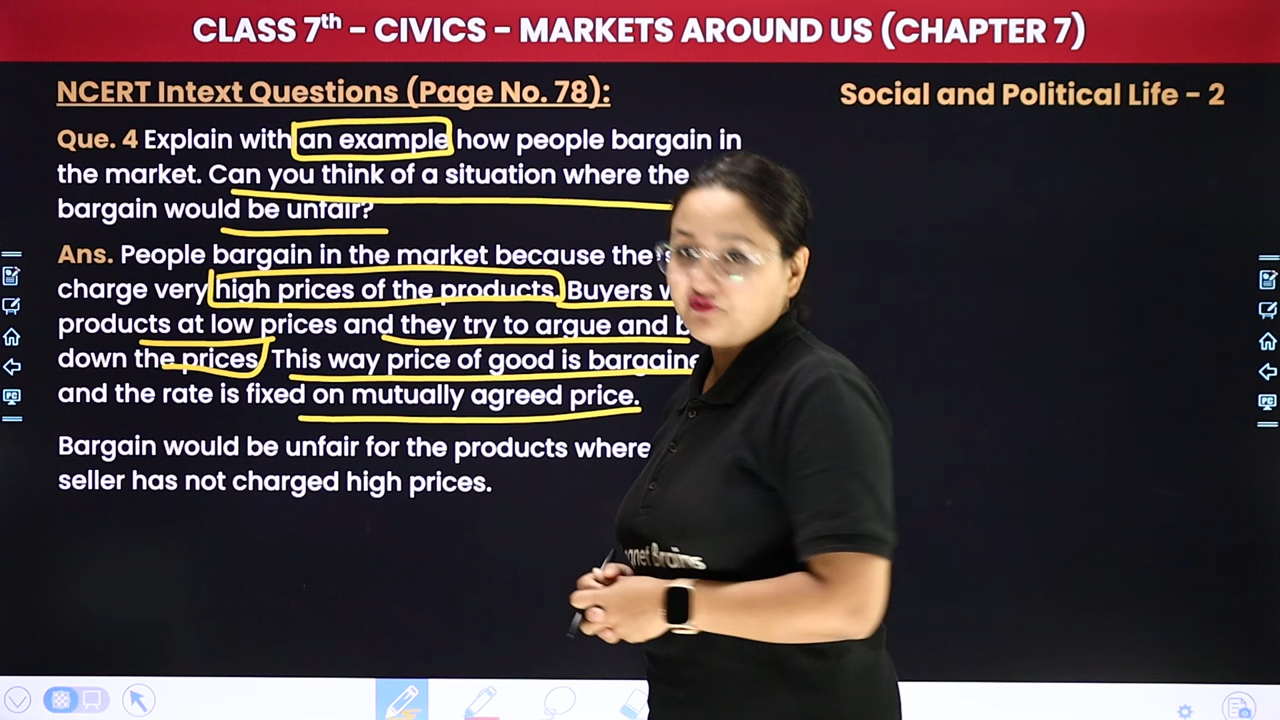 CLASS 7th - CIVICS - MARKETS AROUND US (CHAPTER 7)
NCERT Intext Questions (Page No. 78):
Social and Political Life - 2
Que. 4 Explain with an example how people bargain in
the market. Can you think of a situation where the
bargain would be unfair?
Ans. People bargain in the market because the
charge very high prices of the products. Buyers
products at low prices and they try to argue and
down the prices. This way price of good is
and the rate is fixed on mutually agreed price.
Bargain would be unfair for the products where
seller has not charged high prices.
Brains
PC
PC